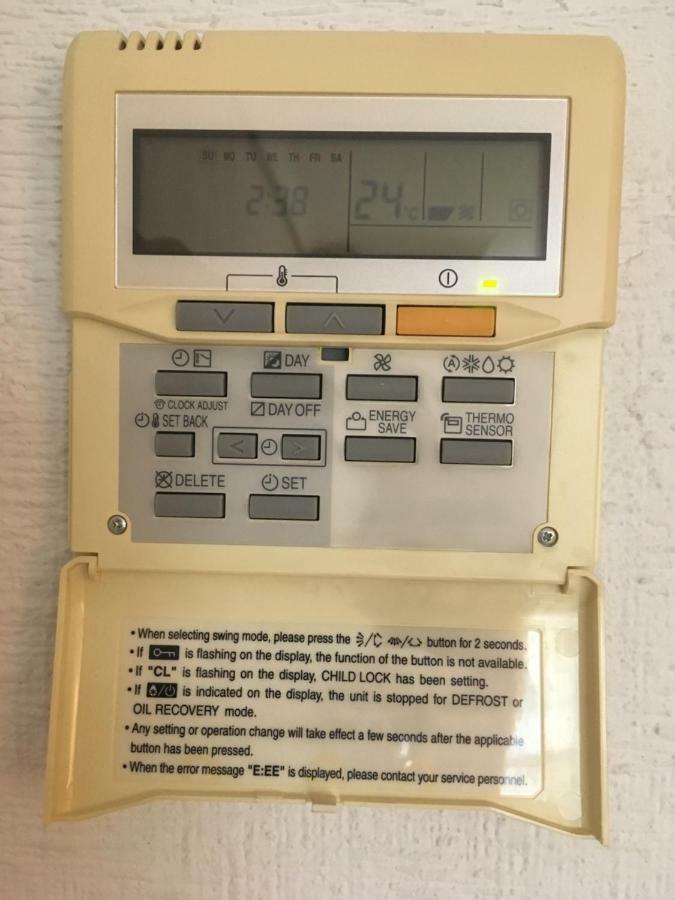 SU MO TU WE TH FR SA
2:38
24°C
DAY
CLOCK ADJUST
DAY OFF
SET BACK
ENERGY
SAVE
THERMO
SENSOR
DELETE
SET
• When selecting swing mode, please press the button for 2 seconds.
• If is flashing on the display, the function of the button is not available.
• If "CL" is flashing on the display, CHILD LOCK has been setting.
• If is indicated on the display, the unit is stopped for DEFROST or
OIL RECOVERY mode.
• Any setting or operation change will take effect a few seconds after the applicable
button has been pressed.
• When the error message "E:EE" is displayed, please contact your service personnel.